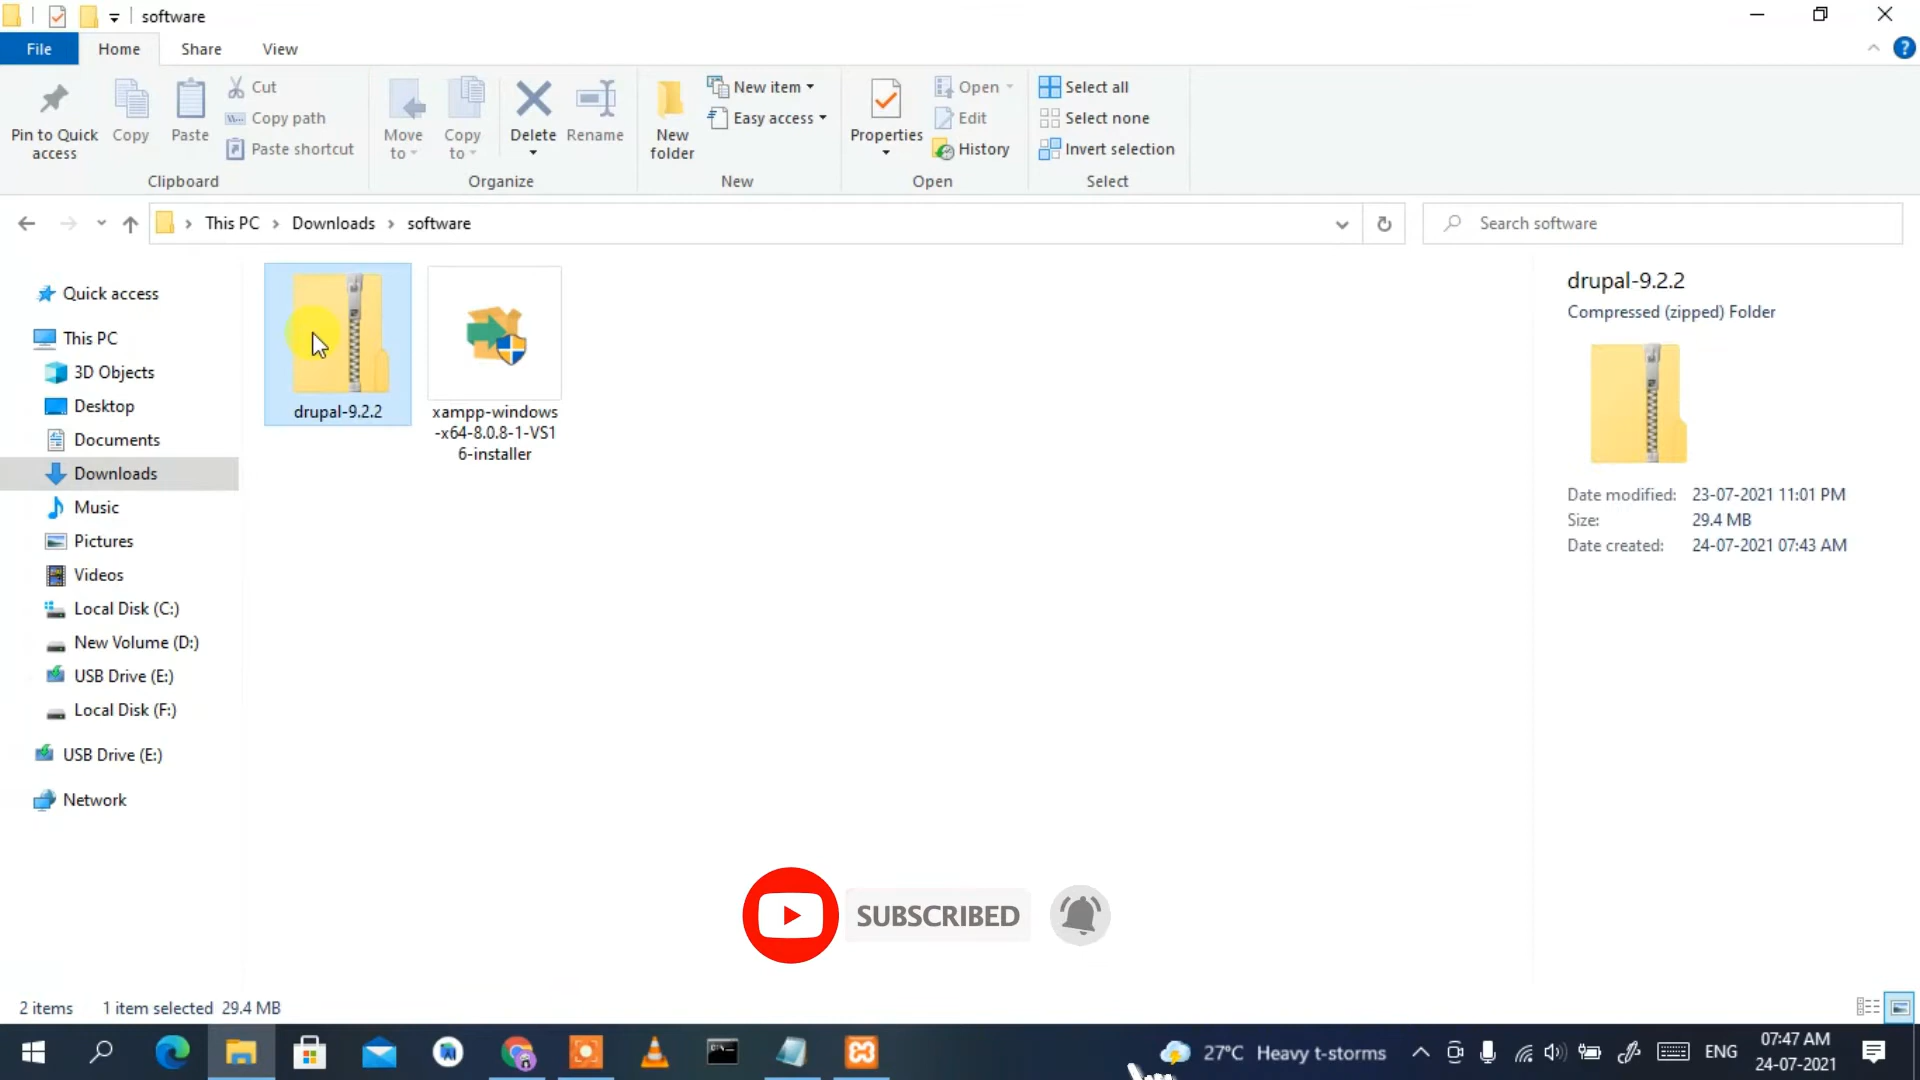 software
File
Home
Share
View
Pin to Quick
access
Copy
Paste
Cut
Copy path
Paste shortcut
Clipboard
Move
to
Copy
to
Delete
Rename
Organize
New
folder
New item
Easy access
New
Properties
Open
Edit
History
Open
Select all
Select none
Invert selection
Select
This PC
Downloads
software
Search software
Quick access
This PC
3D Objects
Desktop
Documents
Downloads
Music
Pictures
Videos
Local Disk (C:)
New Volume (D:)
USB Drive (E:)
Local Disk (F:)
USB Drive (E:)
Network
drupal-9.2.2
xampp-windows
-x64-8.0.8-1-VS1
6-installer
drupal-9.2.2
Compressed (zipped) Folder
Date modified: 23-07-2021 11:01 PM
Size: 29.4 MB
Date created: 24-07-2021 07:43 AM
SUBSCRIBED
2 items 1 item selected 29.4 MB
27°C Heavy t-storms
ENG
07:47 AM
24-07-2021